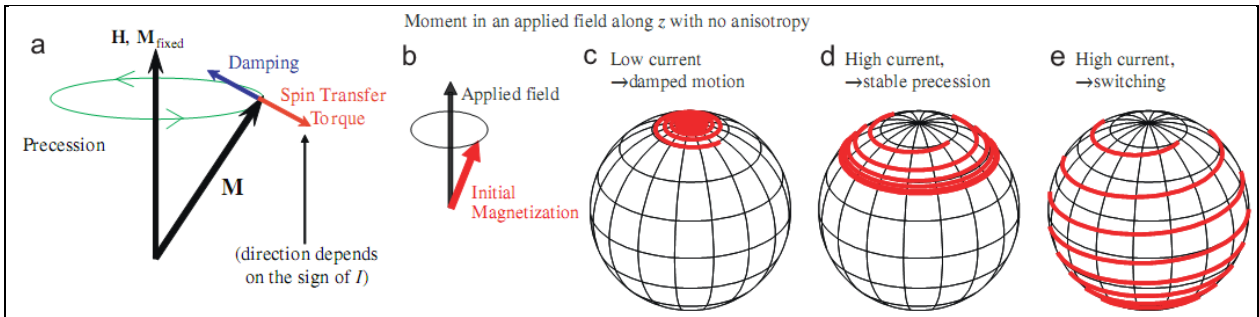 Moment in an applied field along z with no anisotropy
a
H, M_fixed
Damping
Spin Transfer
Torque
Precession
M
(direction depends
on the sign of I)
b
Applied field
Initial
Magnetization
c Low current
→damped motion
d High current,
→stable precession
e High current,
→switching